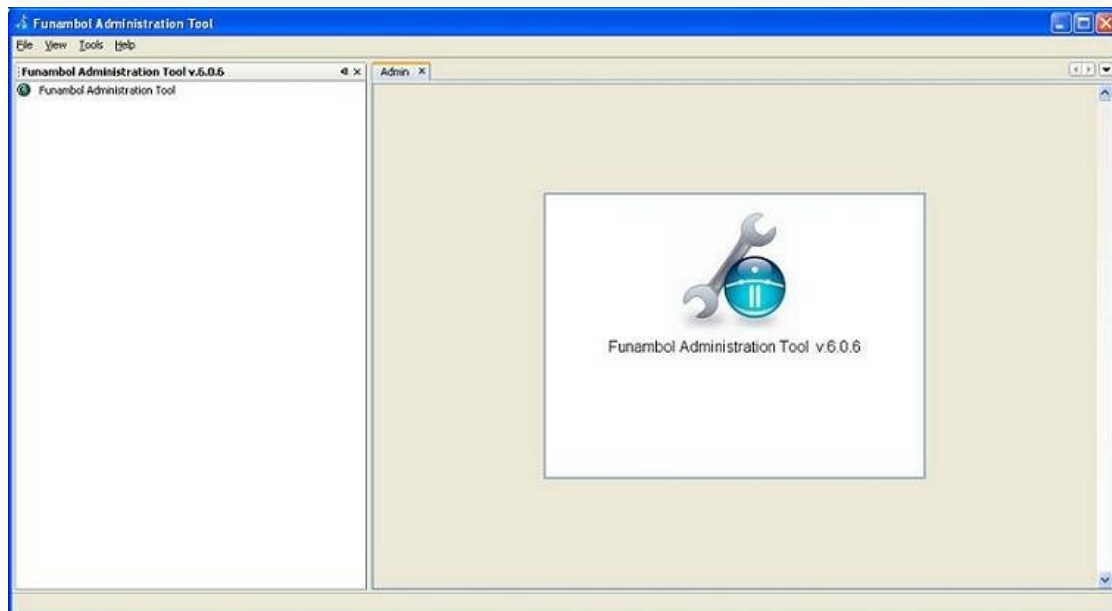 Funambol Administration Tool
File View Tools Help
Funambol Administration Tool v.6.0.6
Admin
Funambol Administration Tool
Funambol Administration Tool v.6.0.6